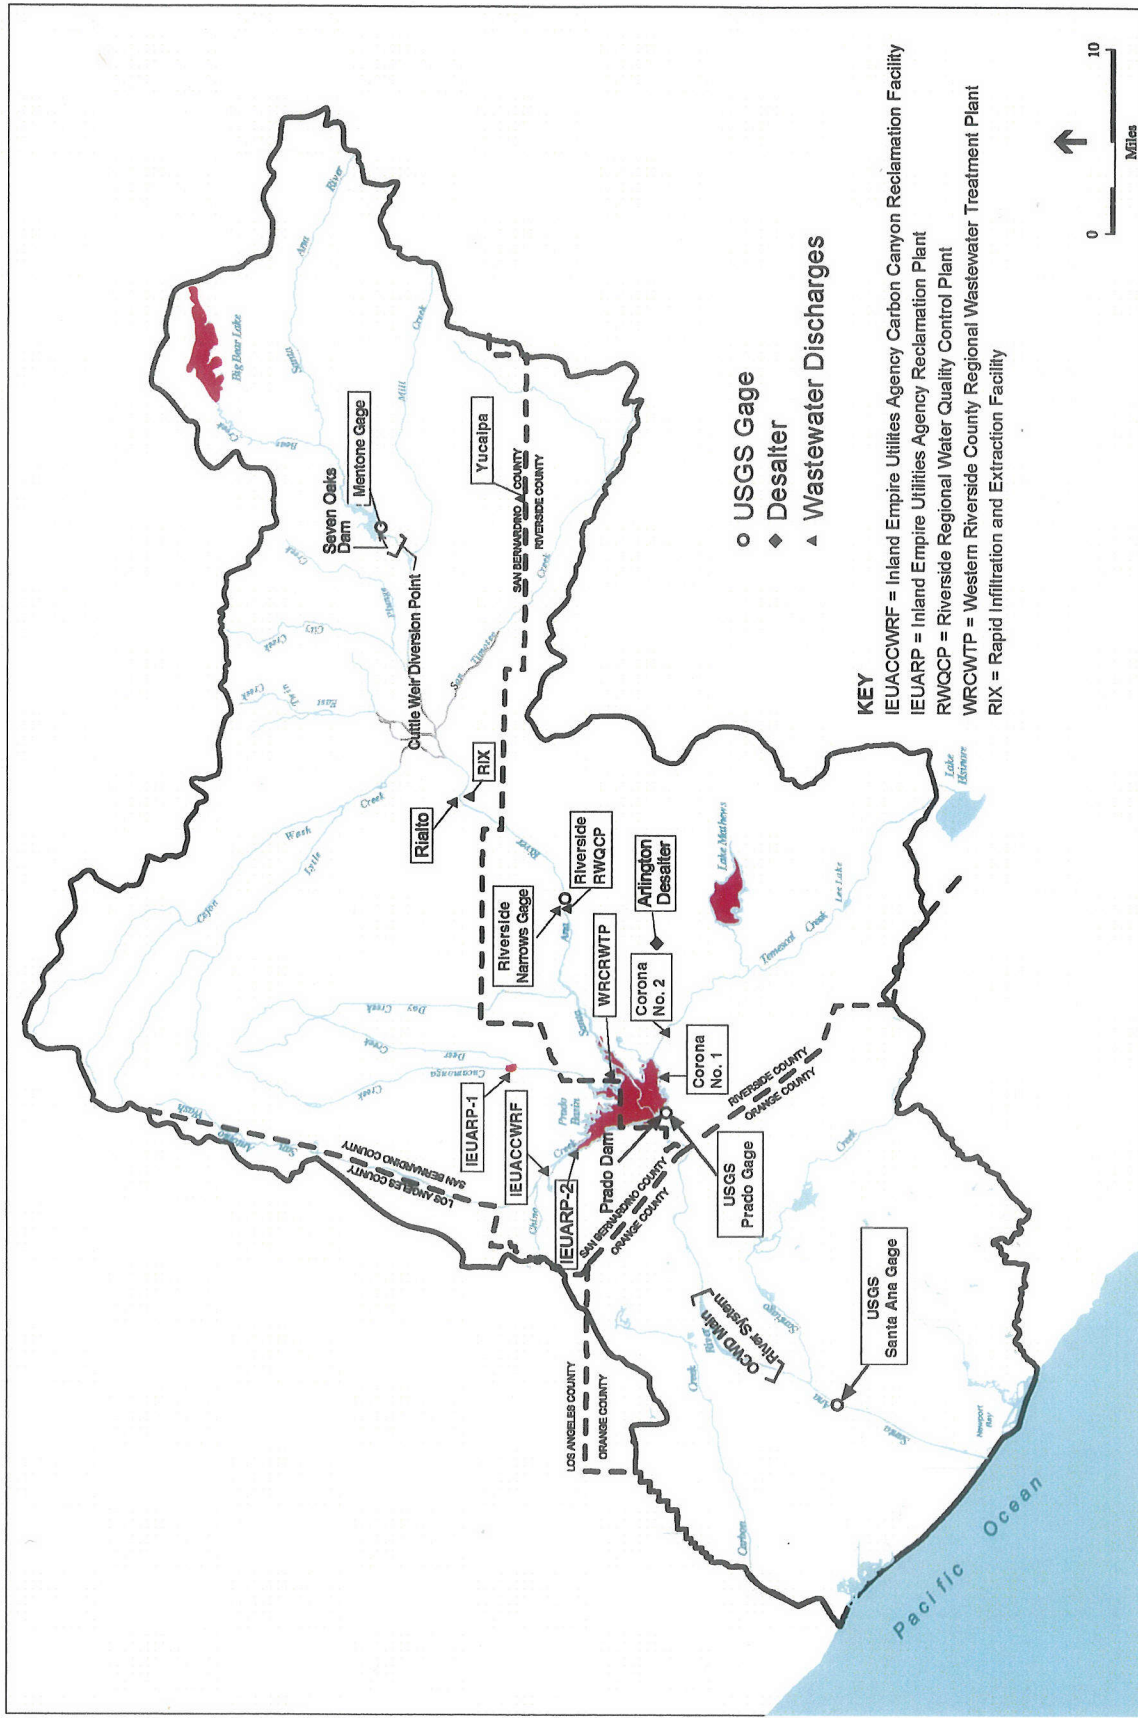 Big Bear Lake
Bear
Creek
Santa
Ana
River
Mill
Creek
Seven Oaks
Dam
Mentone Gage
Yucaipa
SAN BERNARDINO COUNTY
RIVERSIDE COUNTY
Creek
Plunge
City
Creek
East
Twin
Creek
Cuttle Weir Diversion Point
San
Timoteo
Creek
Cajon
Wash
Lytle
Creek
Rialto
RIX
River
Ana
Santa
Riverside
Narrows Gage
Riverside
RWQCP
WRCRWTP
Arlington
Desalter
Corona
No. 2
Corona
No. 1
Lake Mathews
Temescal
Creek
Lee Lake
Lake
Elsinore
Day
Creek
Deer
Creek
Cucamonga
Creek
San
Antonio
Wash
LOS ANGELES COUNTY
SAN BERNARDINO COUNTY
IEUARP-1
IEUACCWRF
IEUARP-2
Chino
Creek
Prado
Basin
Prado Dam
USGS
Prado Gage
SAN BERNARDINO COUNTY
ORANGE COUNTY
RIVERSIDE COUNTY
ORANGE COUNTY
LOS ANGELES COUNTY
ORANGE COUNTY
OCWD Main
River System
River
Ana
Santa
Santiago
Creek
Carbon
Creek
USGS
Santa Ana Gage
Newport
Bay
Pacific Ocean
USGS Gage
Desalter
Wastewater Discharges
KEY
IEUACCWRF = Inland Empire Utilites Agency Carbon Canyon Reclamation Facility
IEUARP = Inland Empire Utilities Agency Reclamation Plant
RWQCP = Riverside Regional Water Quality Control Plant
WRCWTP = Western Riverside County Regional Wastewater Treatment Plant
RIX = Rapid Infiltration and Extraction Facility
0 10
Miles